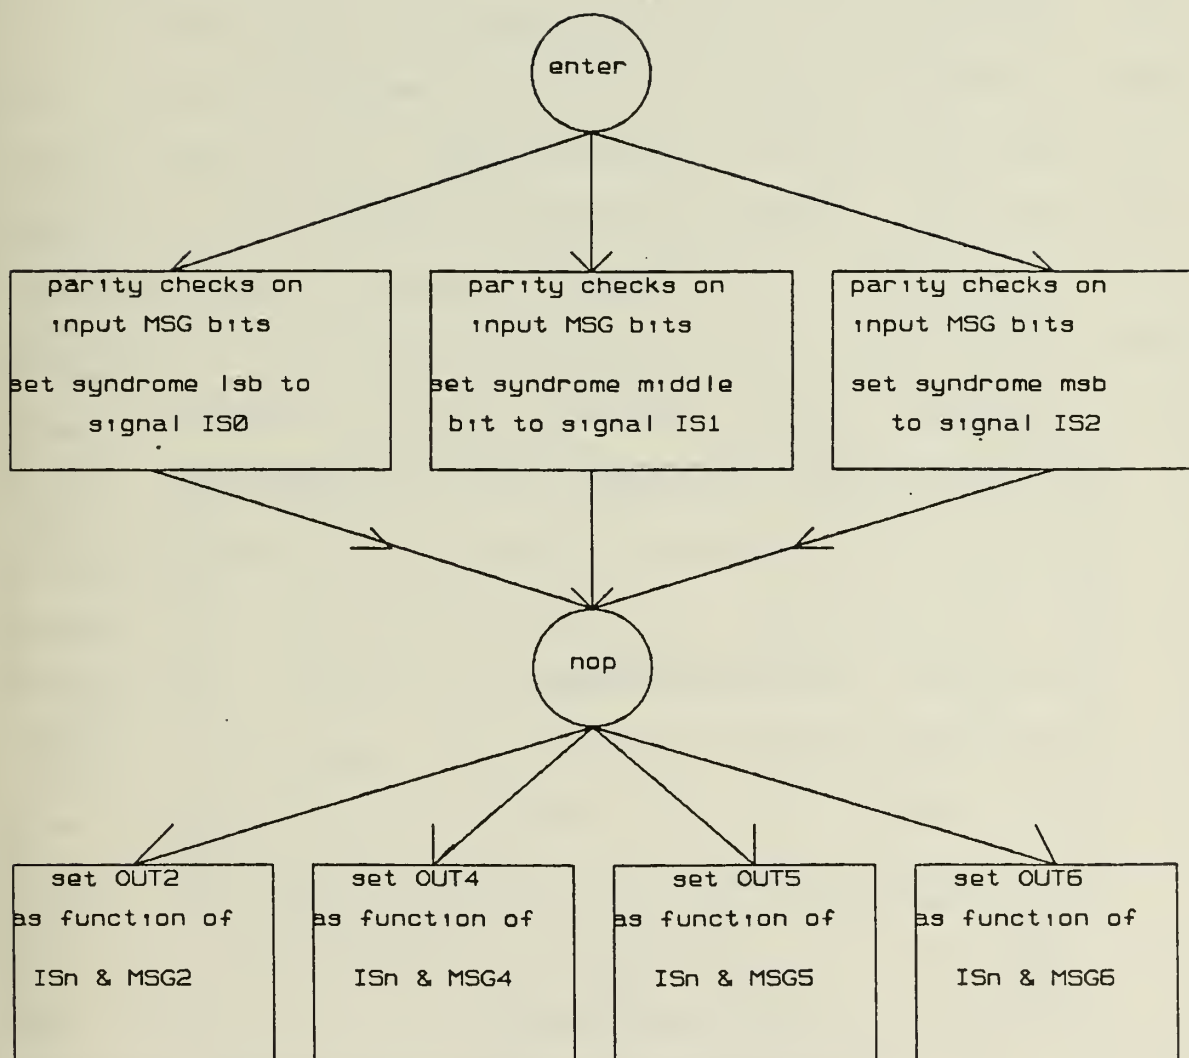 enter
parity checks on
input MSG bits
set syndrome lsb to
signal IS0
parity checks on
input MSG bits
set syndrome middle
bit to signal IS1
parity checks on
input MSG bits
set syndrome msb
to signal IS2
nop
set OUT2
as function of
ISn & MSG2
set OUT4
as function of
ISn & MSG4
set OUT5
as function of
ISn & MSG5
set OUT6
as function of
ISn & MSG6